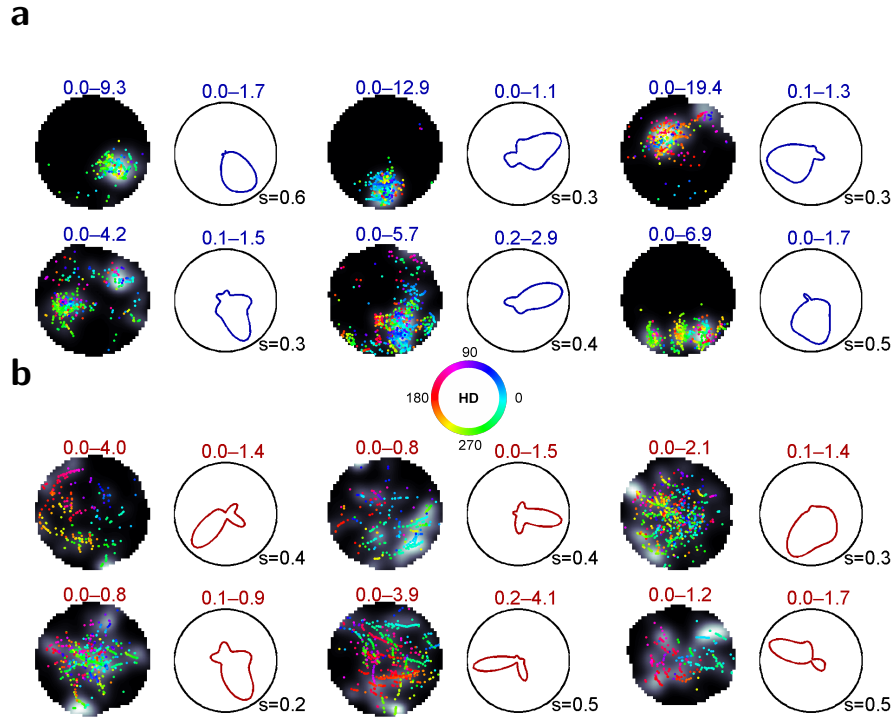 a
0.0–9.3 0.0–1.7 0.0–12.9 0.0–1.1 0.0–19.4 0.1–1.3
s=0.6 s=0.3 s=0.3
0.0–4.2 0.1–1.5 0.0–5.7 0.2–2.9 0.0–6.9 0.0–1.7
s=0.3 s=0.4 s=0.5
b
90
180 HD 0
270
0.0–4.0 0.0–1.4 0.0–0.8 0.0–1.5 0.0–2.1 0.1–1.4
s=0.4 s=0.4 s=0.3
0.0–0.8 0.1–0.9 0.0–3.9 0.2–4.1 0.0–1.2 0.0–1.7
s=0.2 s=0.5 s=0.5